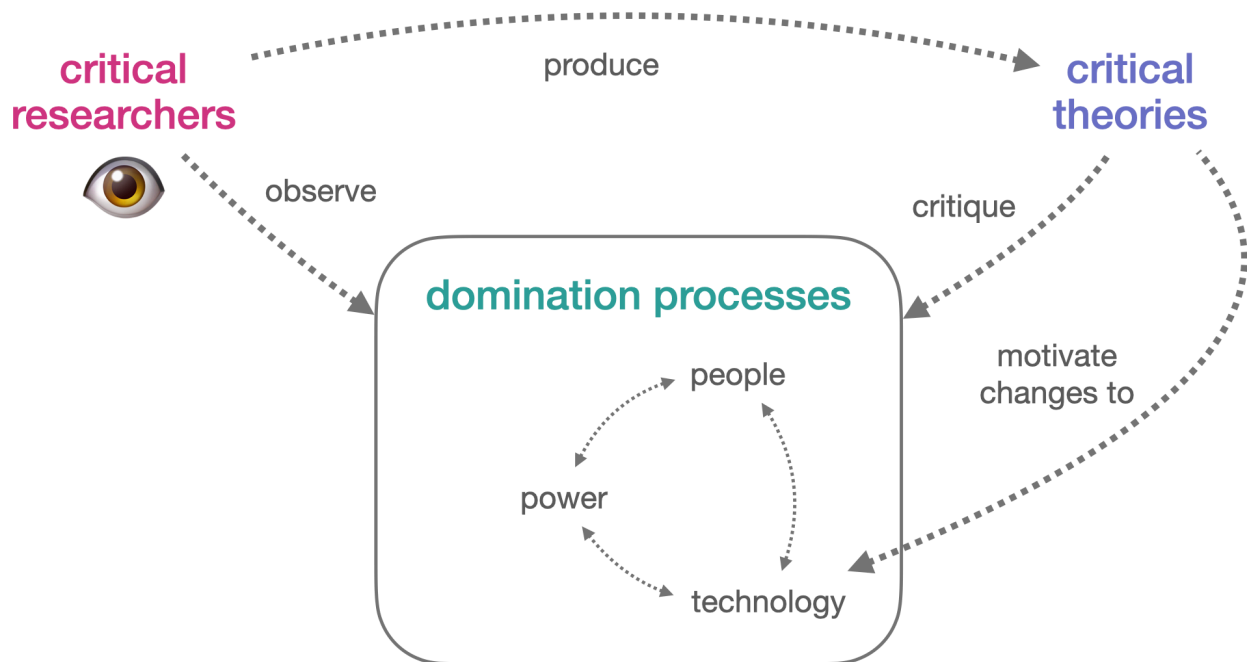 produce
critical
researchers
critical
theories
observe
critique
domination processes
people
motivate
changes to
power
technology